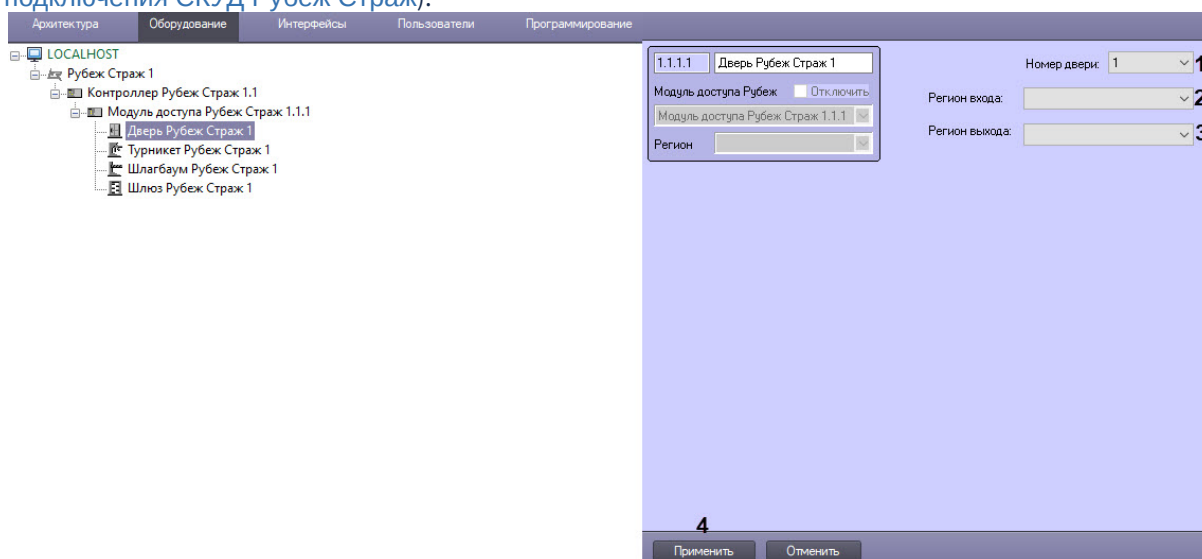 подключения СКУД Рубеж Страж).
Архитектура Оборудование Интерфейсы Пользователи Программирование
LOCALHOST
Рубеж Страж 1
Контроллер Рубеж Страж 1.1
Модуль доступа Рубеж Страж 1.1.1
Дверь Рубеж Страж 1
Турникет Рубеж Страж 1
Шлагбаум Рубеж Страж 1
Шлюз Рубеж Страж 1
1.1.1.1 Дверь Рубеж Страж 1
Модуль доступа Рубеж Отключить
Модуль доступа Рубеж Страж 1.1.1
Регион
Номер двери: 1 1
Регион входа: 2
Регион выхода: 3
4
Применить Отменить